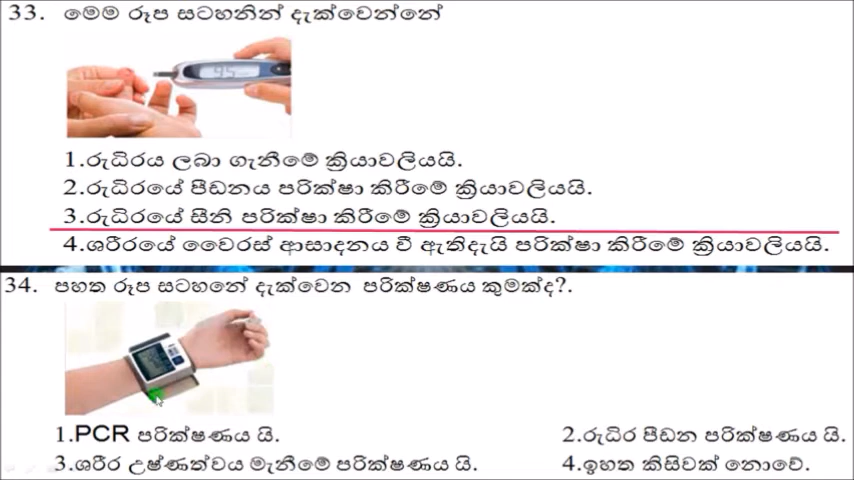 33. මෙම රූප සටහනින් දැක්වෙන්නේ
95
1.රුධිරය ලබා ගැනීමේ ක්‍රියාවලියයි.
2.රුධිරයේ පීඩනය පරික්ෂා කිරීමේ ක්‍රියාවලියයි.
3.රුධිරයේ සීනි පරික්ෂා කිරීමේ ක්‍රියාවලියයි.
4.ශරීරයේ වෛරස් ආසාදනය වී ඇතිදැයි පරික්ෂා කිරීමේ ක්‍රියාවලියයි.
34. පහත රූප සටහනේ දැක්වෙන පරික්ෂණය කුමක්ද?.
1.PCR පරික්ෂණය යි. 2.රුධිර පීඩන පරික්ෂණය යි.
3.ශරීර උෂ්ණත්වය මැනීමේ පරික්ෂණය යි. 4.ඉහත කිසිවක් නොවේ.